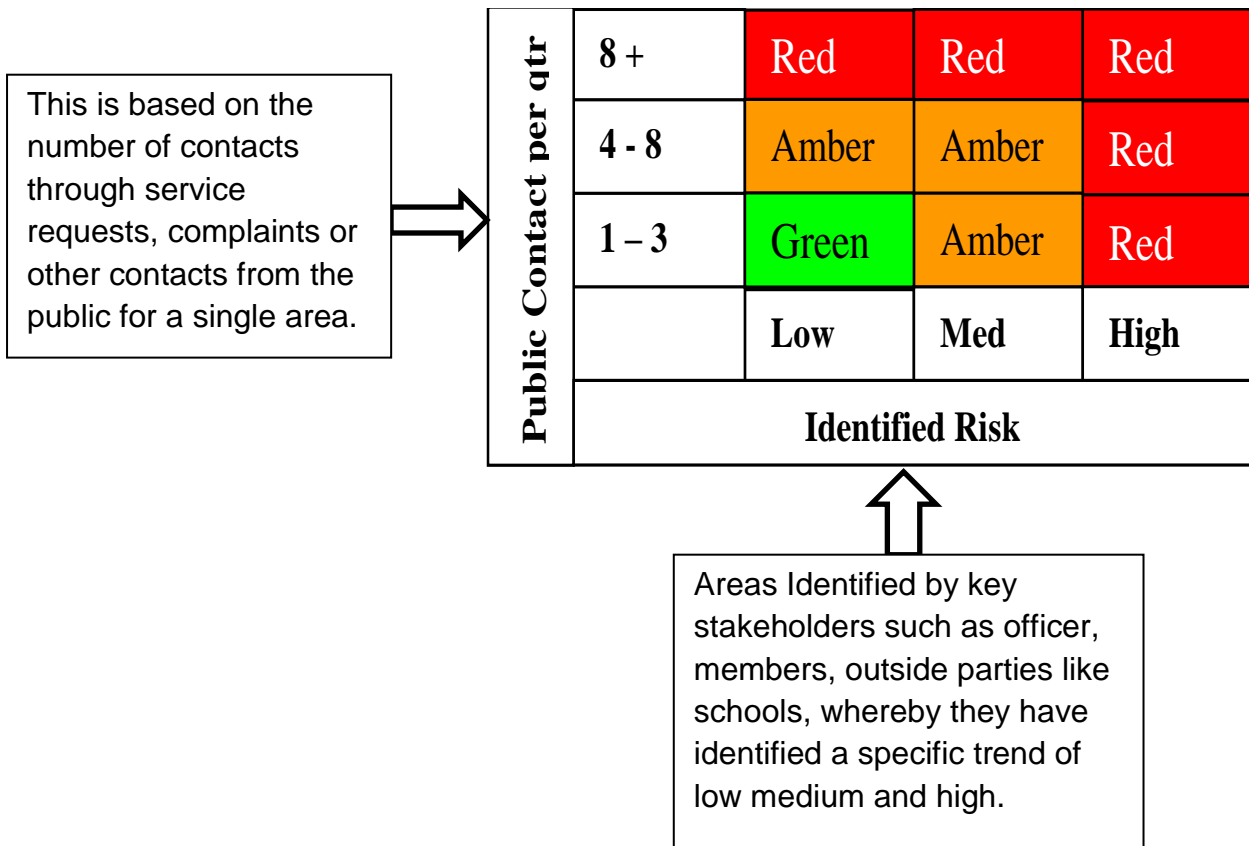 This is based on the
number of contacts
through service
requests, complaints or
other contacts from the
public for a single area.
Public Contact per qtr
8 + Red Red Red
4 - 8 Amber Amber Red
1 – 3 Green Amber Red
Low Med High
Identified Risk
Areas Identified by key
stakeholders such as officer,
members, outside parties like
schools, whereby they have
identified a specific trend of
low medium and high.